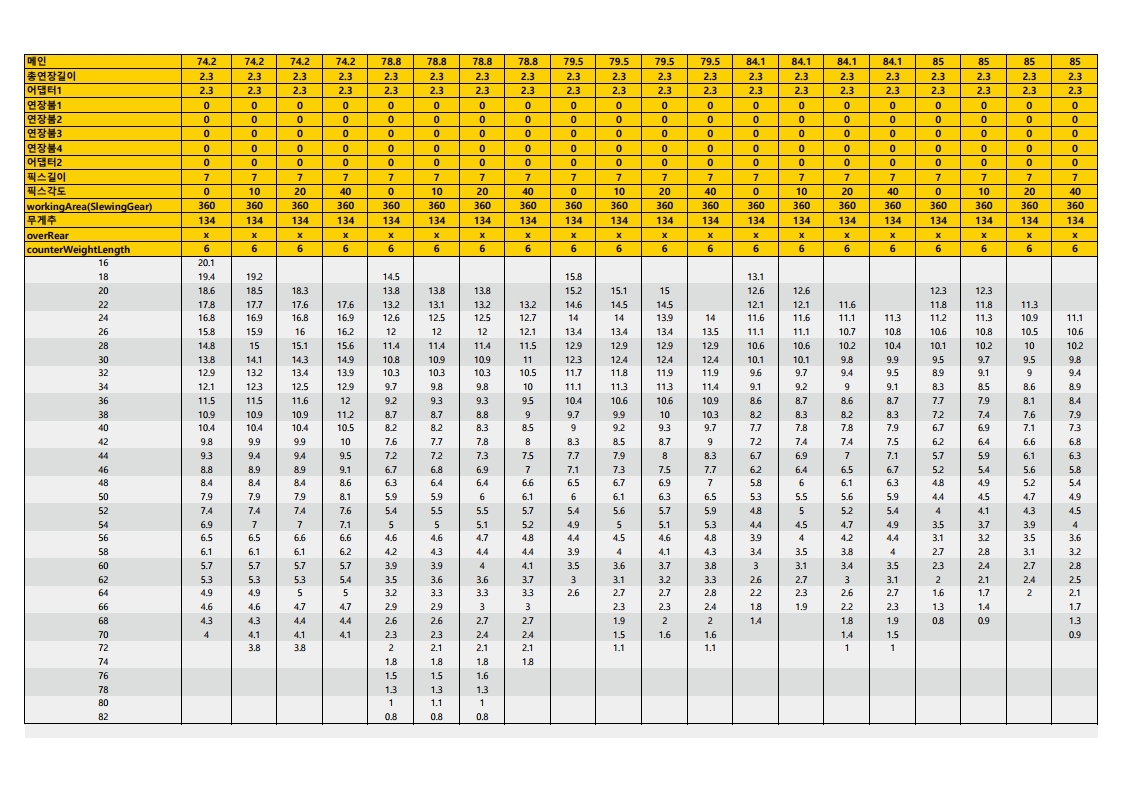 메인 74.2 74.2 74.2 74.2 78.8 78.8 78.8 78.8 79.5 79.5 79.5 79.5 84.1 84.1 84.1 84.1 85 85 85 85
총연장길이 2.3 2.3 2.3 2.3 2.3 2.3 2.3 2.3 2.3 2.3 2.3 2.3 2.3 2.3 2.3 2.3 2.3 2.3 2.3 2.3
어댑터1 2.3 2.3 2.3 2.3 2.3 2.3 2.3 2.3 2.3 2.3 2.3 2.3 2.3 2.3 2.3 2.3 2.3 2.3 2.3 2.3
연장붐1 0 0 0 0 0 0 0 0 0 0 0 0 0 0 0 0 0 0 0 0
연장붐2 0 0 0 0 0 0 0 0 0 0 0 0 0 0 0 0 0 0 0 0
연장붐3 0 0 0 0 0 0 0 0 0 0 0 0 0 0 0 0 0 0 0 0
연장붐4 0 0 0 0 0 0 0 0 0 0 0 0 0 0 0 0 0 0 0 0
어댑터2 0 0 0 0 0 0 0 0 0 0 0 0 0 0 0 0 0 0 0 0
픽스길이 7 7 7 7 7 7 7 7 7 7 7 7 7 7 7 7 7 7 7 7
픽스각도 0 10 20 40 0 10 20 40 0 10 20 40 0 10 20 40 0 10 20 40
workingArea(SlewingGear) 360 360 360 360 360 360 360 360 360 360 360 360 360 360 360 360 360 360 360 360
무게추 134 134 134 134 134 134 134 134 134 134 134 134 134 134 134 134 134 134 134 134
overRear x x x x x x x x x x x x x x x x x x x x
counterWeightLength 6 6 6 6 6 6 6 6 6 6 6 6 6 6 6 6 6 6 6 6
16 20.1
18 19.4 19.2 14.5 15.8 13.1
20 18.6 18.5 18.3 13.8 13.8 13.8 15.2 15.1 15 12.6 12.6 12.3 12.3
22 17.8 17.7 17.6 17.6 13.2 13.1 13.2 13.2 14.6 14.5 14.5 12.1 12.1 11.6 11.8 11.8 11.3
24 16.8 16.9 16.8 16.9 12.6 12.5 12.5 12.7 14 14 13.9 14 11.6 11.6 11.1 11.3 11.2 11.3 10.9 11.1
26 15.8 15.9 16 16.2 12 12 12 12.1 13.4 13.4 13.4 13.5 11.1 11.1 10.7 10.8 10.6 10.8 10.5 10.6
28 14.8 15 15.1 15.6 11.4 11.4 11.4 11.5 12.9 12.9 12.9 12.9 10.6 10.6 10.2 10.4 10.1 10.2 10 10.2
30 13.8 14.1 14.3 14.9 10.8 10.9 10.9 11 12.3 12.4 12.4 12.4 10.1 10.1 9.8 9.9 9.5 9.7 9.5 9.8
32 12.9 13.2 13.4 13.9 10.3 10.3 10.3 10.5 11.7 11.8 11.9 11.9 9.6 9.7 9.4 9.5 8.9 9.1 9 9.4
34 12.1 12.3 12.5 12.9 9.7 9.8 9.8 10 11.1 11.3 11.3 11.4 9.1 9.2 9 9.1 8.3 8.5 8.6 8.9
36 11.5 11.5 11.6 12 9.2 9.3 9.3 9.5 10.4 10.6 10.6 10.9 8.6 8.7 8.6 8.7 7.7 7.9 8.1 8.4
38 10.9 10.9 10.9 11.2 8.7 8.7 8.8 9 9.7 9.9 10 10.3 8.2 8.3 8.2 8.3 7.2 7.4 7.6 7.9
40 10.4 10.4 10.4 10.5 8.2 8.2 8.3 8.5 9 9.2 9.3 9.7 7.7 7.8 7.8 7.9 6.7 6.9 7.1 7.3
42 9.8 9.9 9.9 10 7.6 7.7 7.8 8 8.3 8.5 8.7 9 7.2 7.4 7.4 7.5 6.2 6.4 6.6 6.8
44 9.3 9.4 9.4 9.5 7.2 7.2 7.3 7.5 7.7 7.9 8 8.3 6.7 6.9 7 7.1 5.7 5.9 6.1 6.3
46 8.8 8.9 8.9 9.1 6.7 6.8 6.9 7 7.1 7.3 7.5 7.7 6.2 6.4 6.5 6.7 5.2 5.4 5.6 5.8
48 8.4 8.4 8.4 8.6 6.3 6.4 6.4 6.6 6.5 6.7 6.9 7 5.8 6 6.1 6.3 4.8 4.9 5.2 5.4
50 7.9 7.9 7.9 8.1 5.9 5.9 6 6.1 6 6.1 6.3 6.5 5.3 5.5 5.6 5.9 4.4 4.5 4.7 4.9
52 7.4 7.4 7.4 7.6 5.4 5.5 5.5 5.7 5.4 5.6 5.7 5.9 4.8 5 5.2 5.4 4 4.1 4.3 4.5
54 6.9 7 7 7.1 5 5 5.1 5.2 4.9 5 5.1 5.3 4.4 4.5 4.7 4.9 3.5 3.7 3.9 4
56 6.5 6.5 6.6 6.6 4.6 4.6 4.7 4.8 4.4 4.5 4.6 4.8 3.9 4 4.2 4.4 3.1 3.2 3.5 3.6
58 6.1 6.1 6.1 6.2 4.2 4.3 4.4 4.4 3.9 4 4.1 4.3 3.4 3.5 3.8 4 2.7 2.8 3.1 3.2
60 5.7 5.7 5.7 5.7 3.9 3.9 4 4.1 3.5 3.6 3.7 3.8 3 3.1 3.4 3.5 2.3 2.4 2.7 2.8
62 5.3 5.3 5.3 5.4 3.5 3.6 3.6 3.7 3 3.1 3.2 3.3 2.6 2.7 3 3.1 2 2.1 2.4 2.5
64 4.9 4.9 5 5 3.2 3.3 3.3 3.3 2.6 2.7 2.7 2.8 2.2 2.3 2.6 2.7 1.6 1.7 2 2.1
66 4.6 4.6 4.7 4.7 2.9 2.9 3 3 2.3 2.3 2.4 1.8 1.9 2.2 2.3 1.3 1.4 1.7
68 4.3 4.3 4.4 4.4 2.6 2.6 2.7 2.7 1.9 2 2 1.4 1.8 1.9 0.8 0.9 1.3
70 4 4.1 4.1 4.1 2.3 2.3 2.4 2.4 1.5 1.6 1.6 1.4 1.5 0.9
72 3.8 3.8 2 2.1 2.1 2.1 1.1 1.1 1 1
74 1.8 1.8 1.8 1.8
76 1.5 1.5 1.6
78 1.3 1.3 1.3
80 1 1.1 1
82 0.8 0.8 0.8